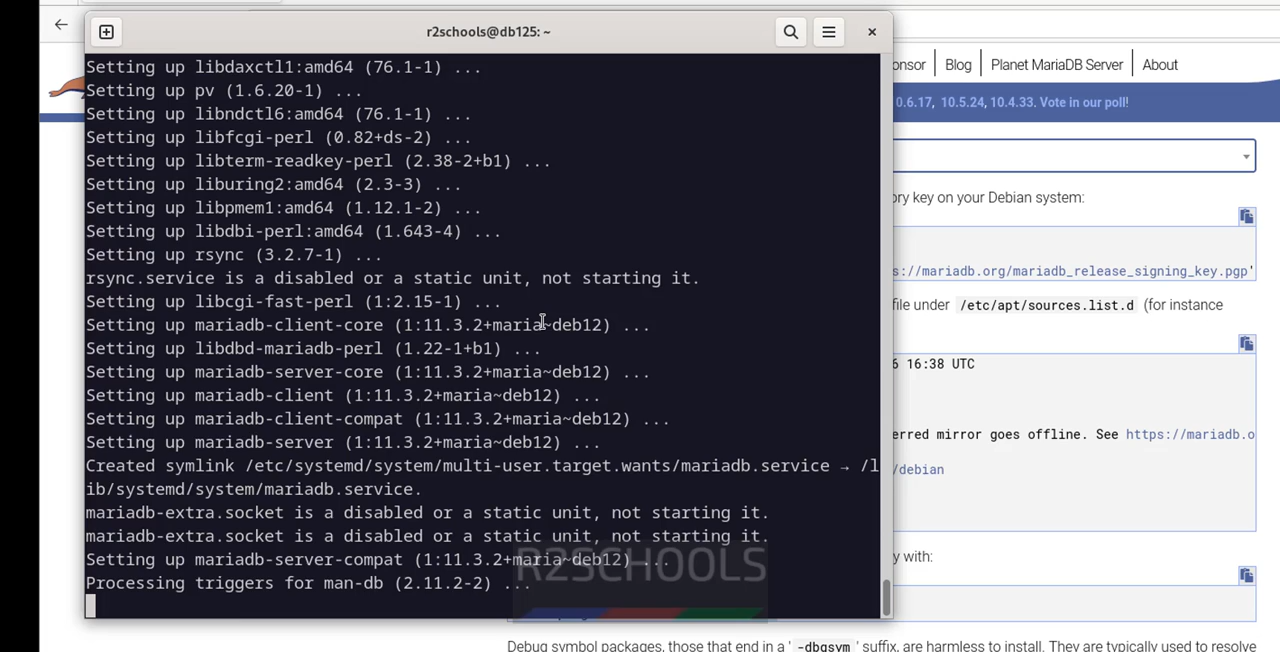 r2schools@db125: ~
Setting up libdaxctl1:amd64 (76.1-1) ...
Setting up pv (1.6.20-1) ...
Setting up libndctl6:amd64 (76.1-1) ...
Setting up libfcgi-perl (0.82+ds-2) ...
Setting up libterm-readkey-perl (2.38-2+b1) ...
Setting up liburing2:amd64 (2.3-3) ...
Setting up libpmem1:amd64 (1.12.1-2) ...
Setting up libdbi-perl:amd64 (1.643-4) ...
Setting up rsync (3.2.7-1) ...
rsync.service is a disabled or a static unit, not starting it.
Setting up libcgi-fast-perl (1:2.15-1) ...
Setting up mariadb-client-core (1:11.3.2+maria~deb12) ...
Setting up libdbd-mariadb-perl (1.22-1+b1) ...
Setting up mariadb-server-core (1:11.3.2+maria~deb12) ...
Setting up mariadb-client (1:11.3.2+maria~deb12) ...
Setting up mariadb-client-compat (1:11.3.2+maria~deb12) ...
Setting up mariadb-server (1:11.3.2+maria~deb12) ...
Created symlink /etc/systemd/system/multi-user.target.wants/mariadb.service → /l
ib/systemd/system/mariadb.service.
mariadb-extra.socket is a disabled or a static unit, not starting it.
mariadb-extra.socket is a disabled or a static unit, not starting it.
Setting up mariadb-server-compat (1:11.3.2+maria~deb12) ...
Processing triggers for man-db (2.11.2-2) ...
R2SCHOOLS
onsor Blog Planet MariaDB Server About
0.6.17, 10.5.24, 10.4.33. Vote in our poll!
ory key on your Debian system:
s://mariadb.org/mariadb_release_signing_key.pgp'
file under /etc/apt/sources.list.d (for instance
6 16:38 UTC
erred mirror goes offline. See https://mariadb.o
/debian
y with:
Debug symbol packages, those that end in a '-dbgsym' suffix, are harmless to install. They are typically used to resolve